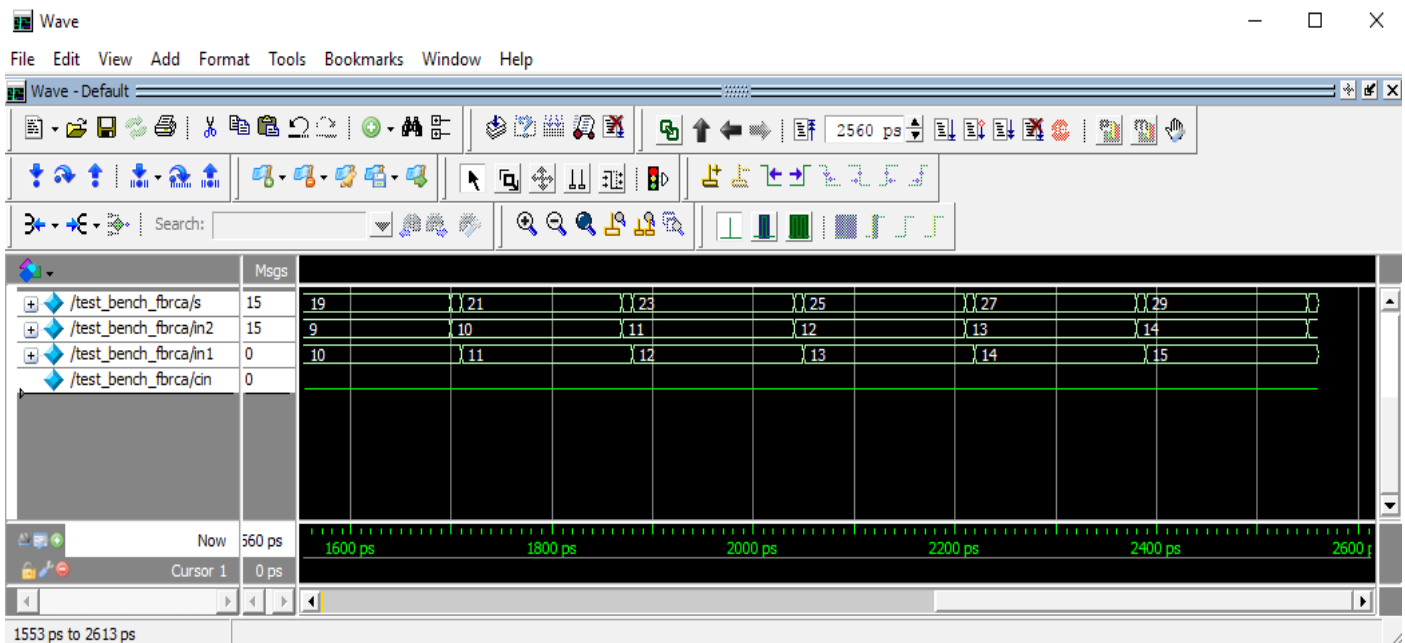 Wave
File Edit View Add Format Tools Bookmarks Window Help
Wave - Default
2560 ps
Search:
Msgs
/test_bench_fbrca/s 15 19 21 23 25 27 29
/test_bench_fbrca/in2 15 9 10 11 12 13 14
/test_bench_fbrca/in1 0 10 11 12 13 14 15
/test_bench_fbrca/cin 0
Now 560 ps 1600 ps 1800 ps 2000 ps 2200 ps 2400 ps 2600 p
Cursor 1 0 ps
1553 ps to 2613 ps